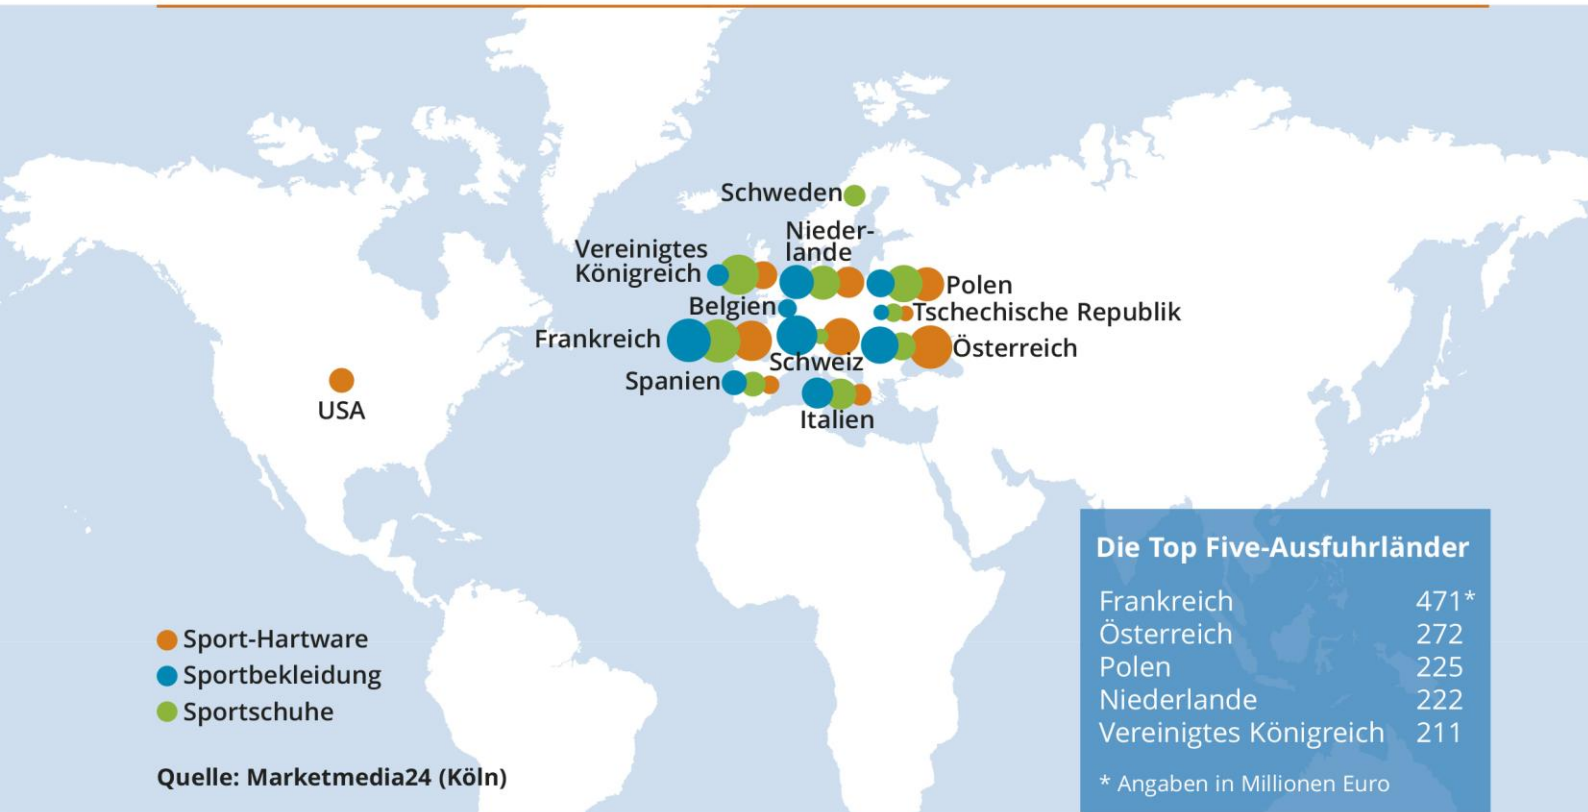 Schweden
Nieder-
lande
Vereinigtes
Königreich
Polen
Belgien
Tschechische Republik
Frankreich
Österreich
Schweiz
Spanien
USA
Italien
Sport-Hartware
Sportbekleidung
Sportschuhe
Quelle: Marketmedia24 (Köln)
Die Top Five-Ausfuhrländer
Frankreich 471*
Österreich 272
Polen 225
Niederlande 222
Vereinigtes Königreich 211
* Angaben in Millionen Euro